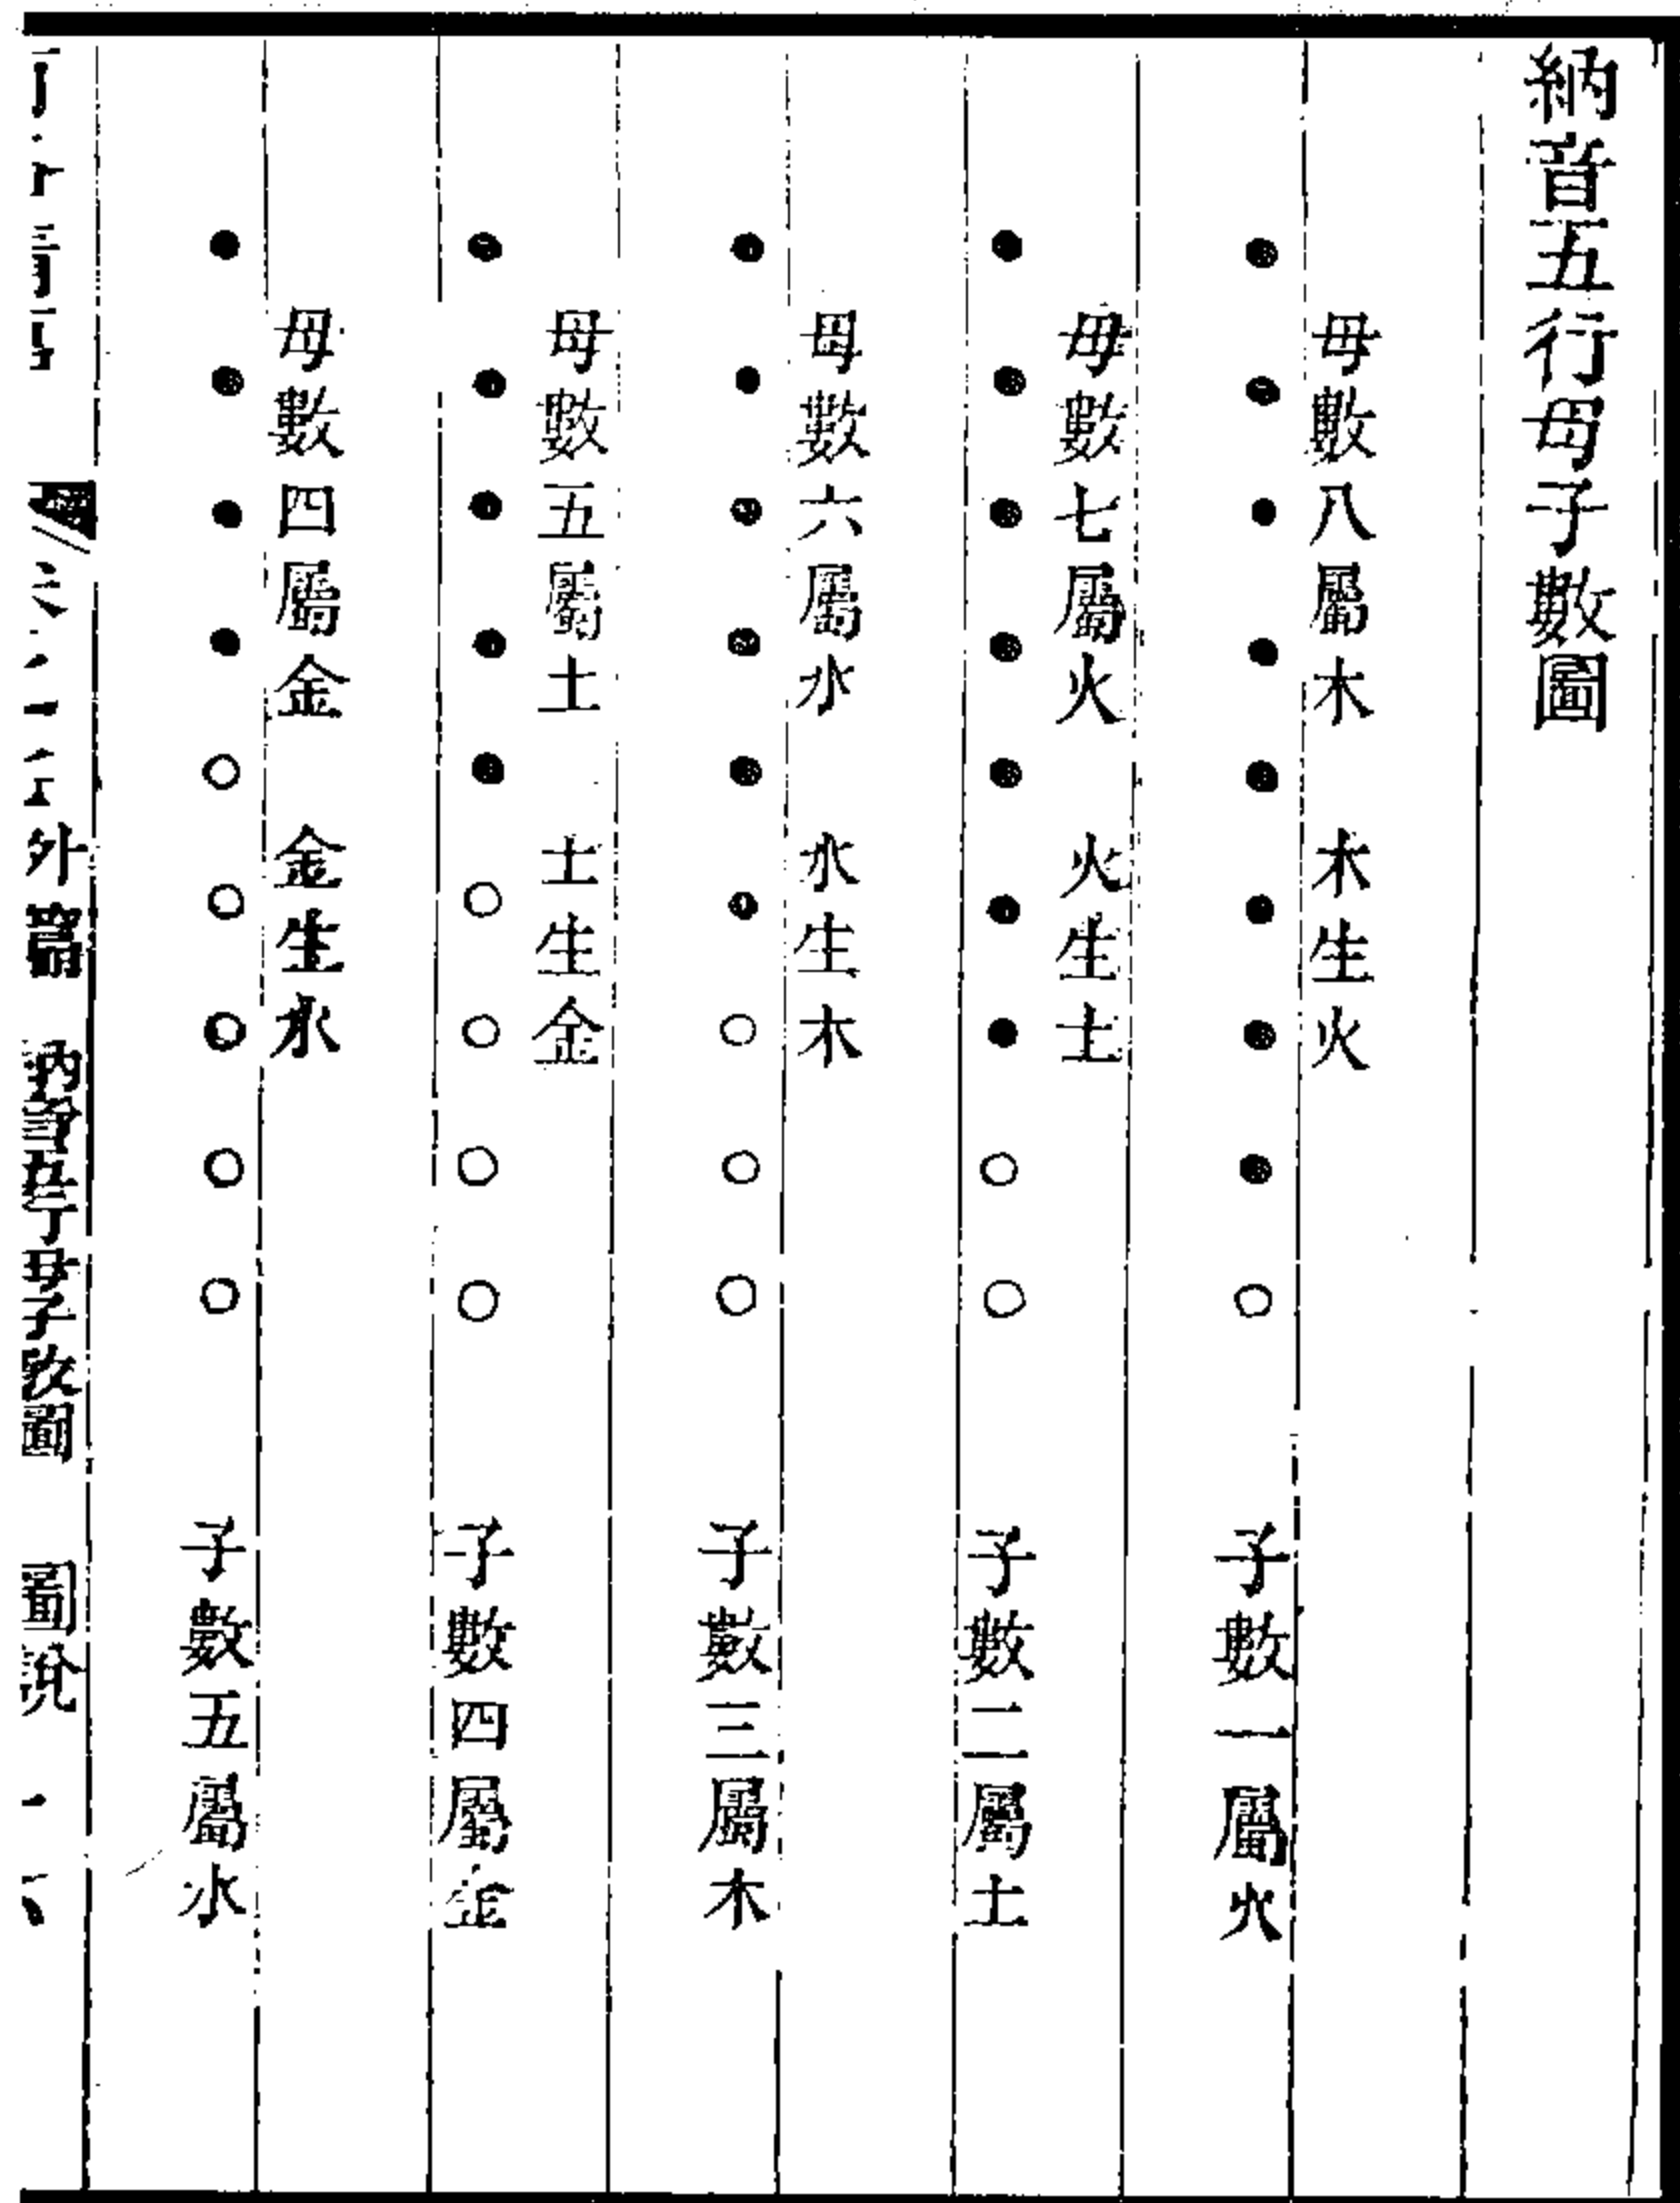 納音五行母子數圖
母數八屬木　木生火
子數一屬火
母數七屬火　火生土
子數二屬土
母數六屬水　水生木
子數三屬木
母數五屬土　土生金
子數四屬金
母數四屬金　金生水
子數五屬水
外篇　納音五行母子數圖　圖說